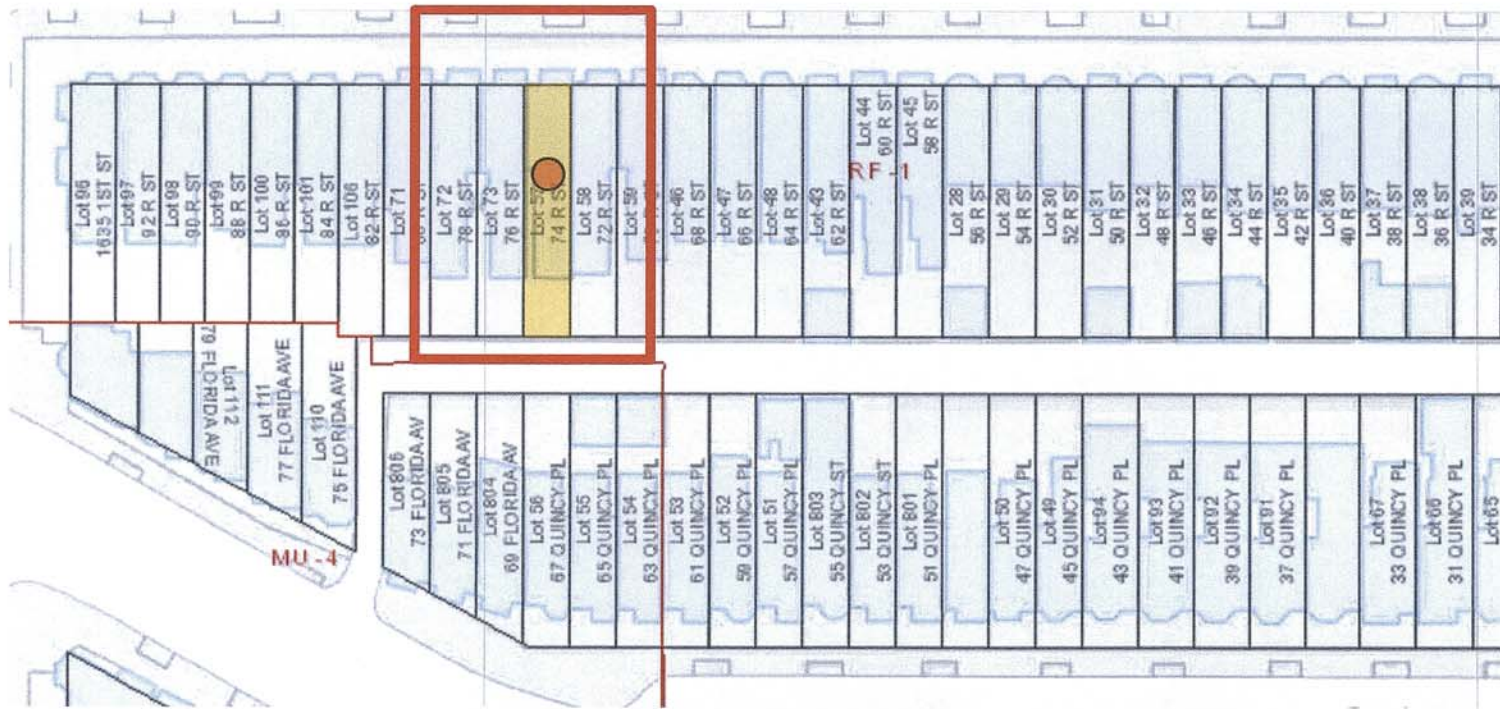 Lot 96
1635 1ST ST
Lot 97
92 R ST
Lot 98
90 R ST
Lot 99
88 R ST
Lot 100
86 R ST
Lot 101
84 R ST
Lot 106
82 R ST
Lot 71
R ST
Lot 72
78 R ST
Lot 73
76 R ST
Lot 57
74 R ST
Lot 58
72 R ST
Lot 59
Lot 46
68 R ST
Lot 47
66 R ST
Lot 48
64 R ST
Lot 43
62 R ST
Lot 44
60 R ST
Lot 45
58 R ST
RF-1
Lot 28
56 R ST
Lot 29
54 R ST
Lot 30
52 R ST
Lot 31
50 R ST
Lot 32
48 R ST
Lot 33
46 R ST
Lot 34
44 R ST
Lot 35
42 R ST
Lot 36
40 R ST
Lot 37
38 R ST
Lot 38
36 R ST
Lot 39
34 R ST
Lot 112
79 FLORIDA AVE
Lot 111
77 FLORIDA AVE
Lot 110
75 FLORIDA AVE
MU-4
Lot 806
73 FLORIDA AV
Lot 805
71 FLORIDA AV
Lot 804
69 FLORIDA AV
Lot 56
67 QUINCY PL
Lot 55
65 QUINCY PL
Lot 54
63 QUINCY PL
Lot 53
61 QUINCY PL
Lot 52
59 QUINCY PL
Lot 51
57 QUINCY PL
Lot 803
55 QUINCY ST
Lot 802
53 QUINCY ST
Lot 801
51 QUINCY PL
Lot 50
47 QUINCY PL
Lot 49
45 QUINCY PL
Lot 94
43 QUINCY PL
Lot 93
41 QUINCY PL
Lot 92
39 QUINCY PL
Lot 91
37 QUINCY PL
Lot 67
33 QUINCY PL
Lot 66
31 QUINCY PL
Lot 65